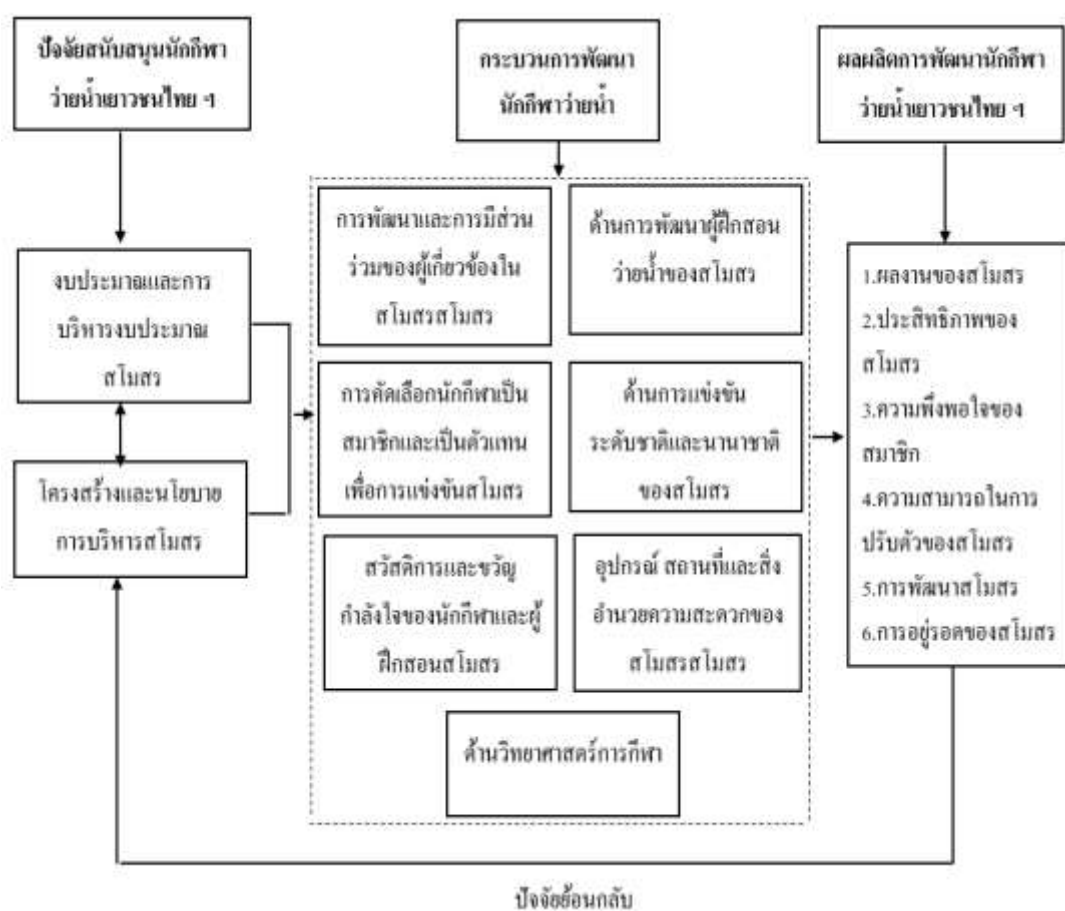 ปัจจัยสนับสนุนนักกีฬา
ว่ายน้ำเยาวชนไทย ฯ
กระบวนการพัฒนา
นักกีฬาว่ายน้ำ
ผลผลิตการพัฒนานักกีฬา
ว่ายน้ำเยาวชนไทย ฯ
งบประมาณและการ
บริหารงบประมาณ
สโมสร
โครงสร้างและนโยบาย
การบริหารสโมสร
การพัฒนาและการมีส่วน
ร่วมของผู้เกี่ยวข้องใน
สโมสรสโมสร
ด้านการพัฒนาผู้ฝึกสอน
ว่ายน้ำของสโมสร
การคัดเลือกนักกีฬาเป็น
สมาชิกและเป็นตัวแทน
เพื่อการแข่งขันสโมสร
ด้านการแข่งขัน
ระดับชาติและนานาชาติ
ของสโมสร
สวัสดิการและขวัญ
กำลังใจของนักกีฬาและผู้
ฝึกสอนสโมสร
อุปกรณ์ สถานที่และสิ่ง
อำนวยความสะดวกของ
สโมสรสโมสร
ด้านวิทยาศาสตร์การกีฬา
1.ผลงานของสโมสร
2.ประสิทธิภาพของ
สโมสร
3.ความพึงพอใจของ
สมาชิก
4.ความสามารถในการ
ปรับตัวของสโมสร
5.การพัฒนาสโมสร
6.การอยู่รอดของสโมสร
ปัจจัยย้อนกลับ